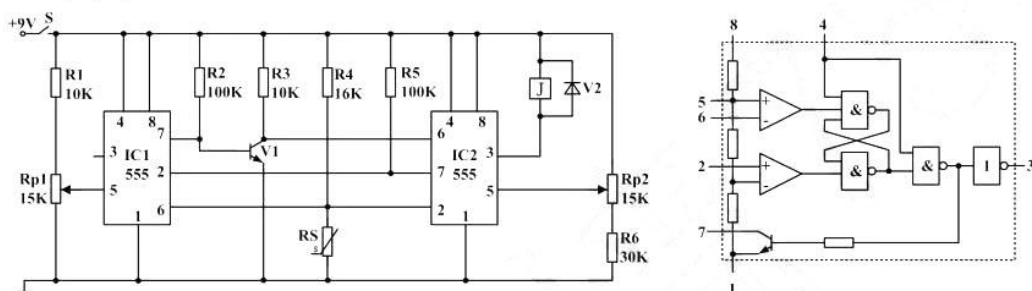 +9V S
R1
10K
R2
100K
R3
10K
R4
16K
R5
100K
J
V2
4 8
7
3
IC1
555
2
5
6
1
V1
4 8
6
IC2
3
7
555
5
2
1
Rp1
15K
Rp2
15K
RS
s
R6
30K
8 4
5 +
6 -
&
2 +
-
&
& 1 3
7
1